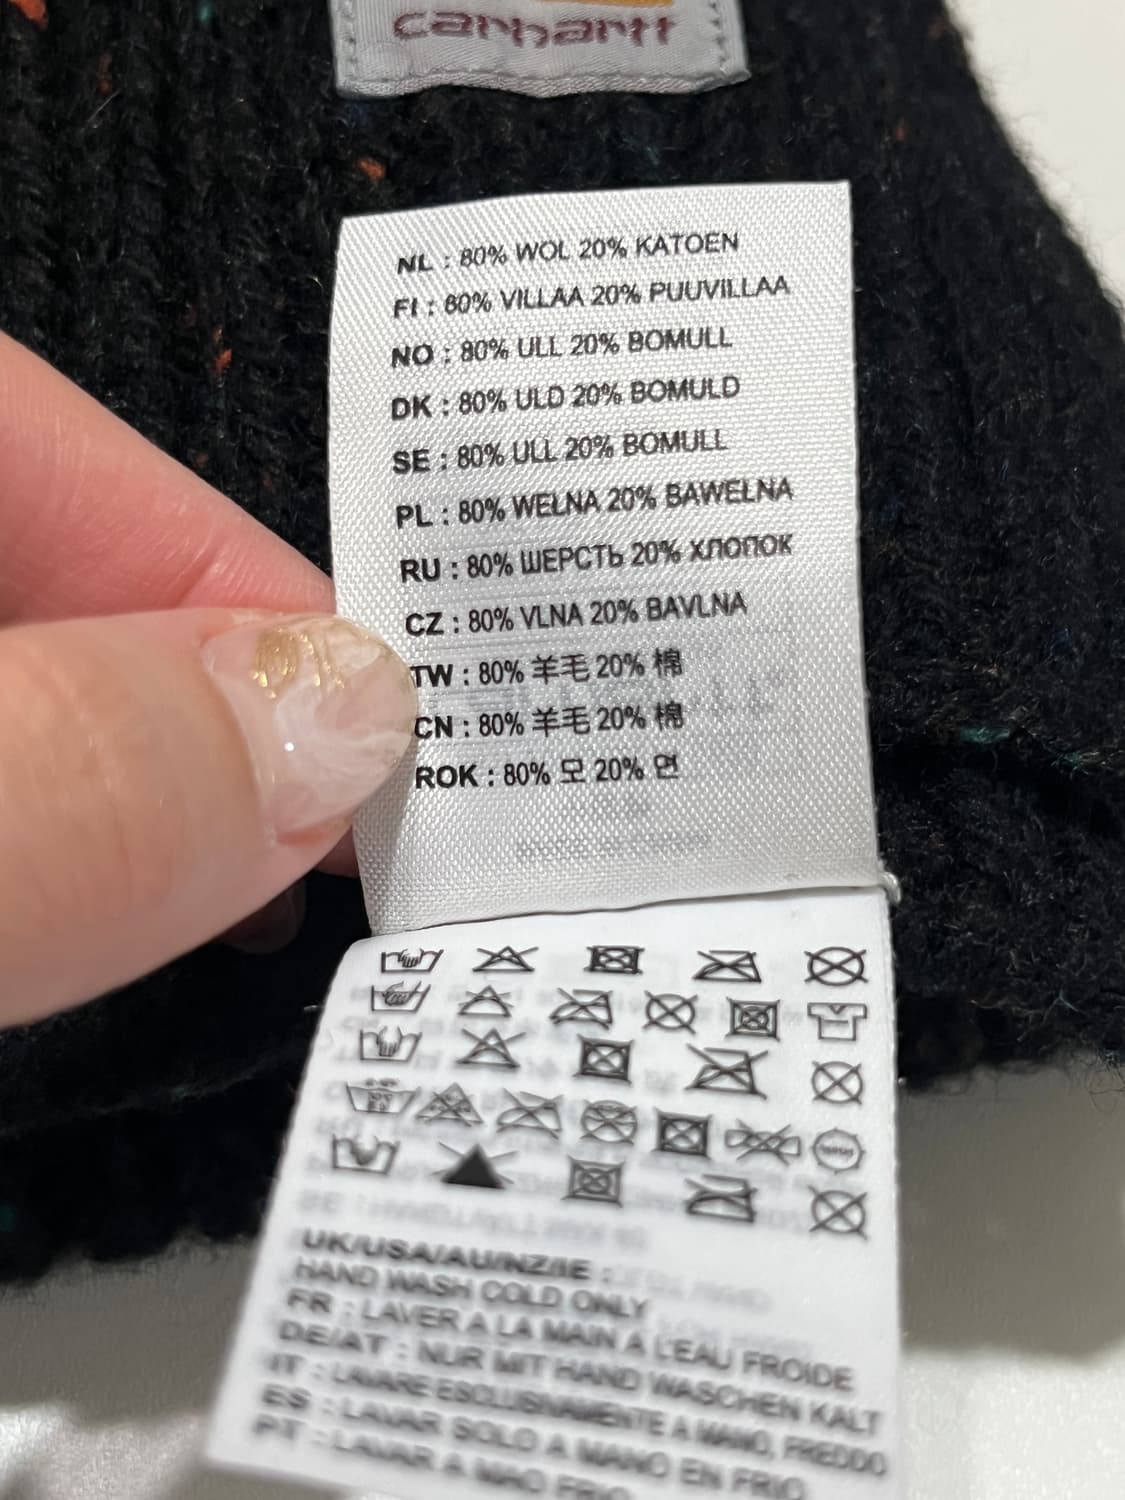 carhartt
NL : 80% WOL 20% KATOEN
FI : 80% VILLAA 20% PUUVILLAA
NO : 80% ULL 20% BOMULL
DK : 80% ULD 20% BOMULD
SE : 80% ULL 20% BOMULL
PL : 80% WEŁNA 20% BAWEŁNA
RU : 80% ШЕРСТЬ 20% ХЛОПОК
CZ : 80% VLNA 20% BAVLNA
TW : 80% 羊毛 20% 棉
CN : 80% 羊毛 20% 棉
ROK : 80% 모 20% 면
UK/USA/AU/NZ/IE :
HAND WASH COLD ONLY
FR : LAVER A LA MAIN A L'EAU FROIDE
DE/AT : NUR MIT HAND WASCHEN KALT
IT : LAVARE ESCLUSIVAMENTE A MANO, FREDDO
ES : LAVAR SOLO A MANO EN FRIO
PT : LAVAR A MAO FRIO